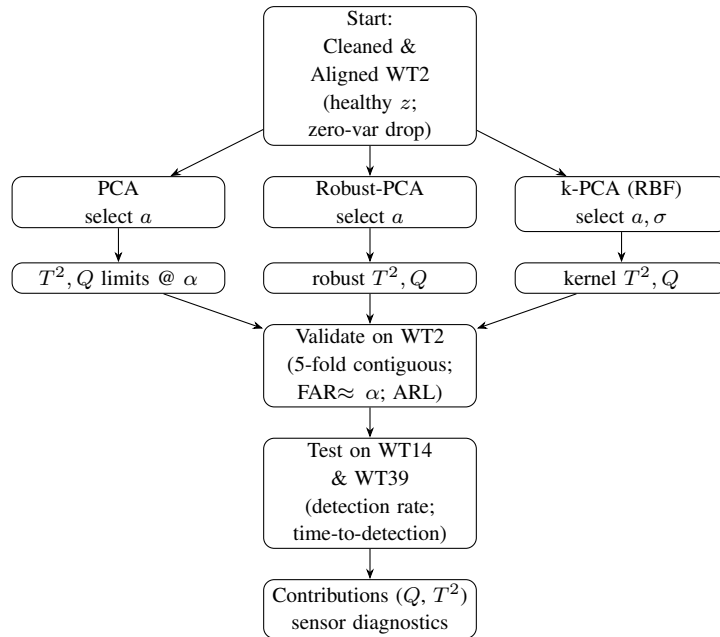 Start:
Cleaned &
Aligned WT2
(healthy z;
zero-var drop)
PCA
select a
Robust-PCA
select a
k-PCA (RBF)
select a, σ
T², Q limits @ α
robust T², Q
kernel T², Q
Validate on WT2
(5-fold contiguous;
FAR≈ α; ARL)
Test on WT14
& WT39
(detection rate;
time-to-detection)
Contributions (Q, T²)
sensor diagnostics